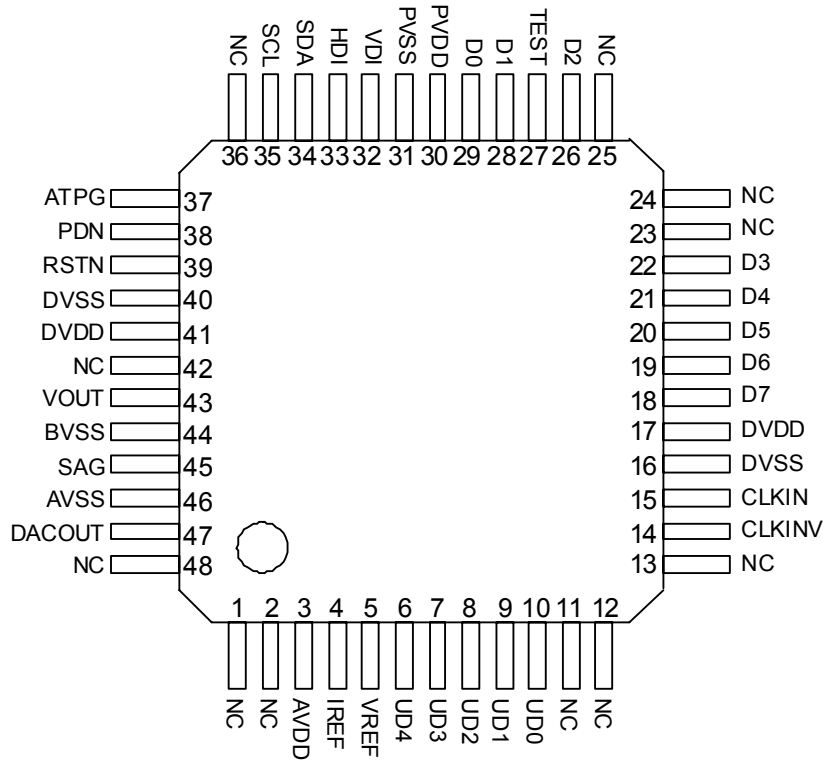 NC SCL SDA HDI VDI PVSS PVDD D0 D1 TEST D2 NC
36 35 34 33 32 31 30 29 28 27 26 25
ATPG 37 24 NC
PDN 38 23 NC
RSTN 39 22 D3
DVSS 40 21 D4
DVDD 41 20 D5
NC 42 19 D6
VOUT 43 18 D7
BVSS 44 17 DVDD
SAG 45 16 DVSS
AVSS 46 15 CLKIN
DACOUT 47 14 CLKINV
NC 48 13 NC
1 2 3 4 5 6 7 8 9 10 11 12
NC NC AVDD IREF VREF UD4 UD3 UD2 UD1 UD0 NC NC